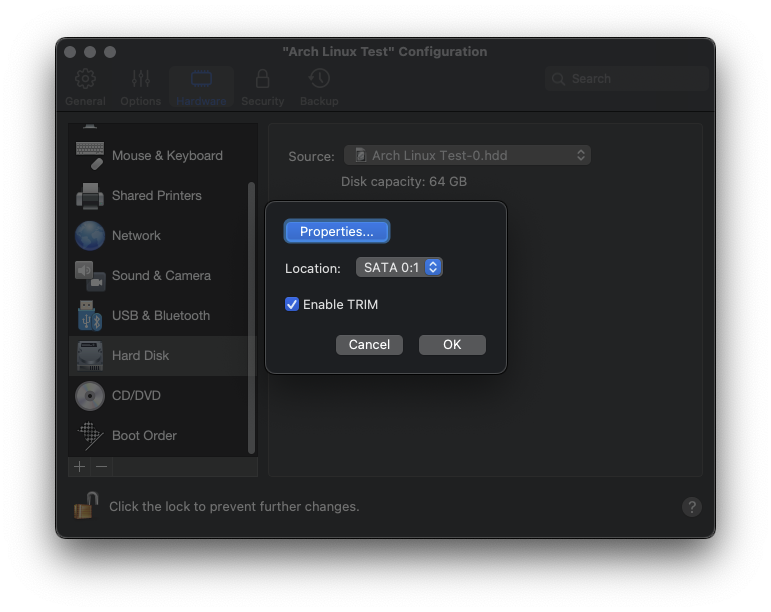 "Arch Linux Test" Configuration
General Options Hardware Security Backup
Search
Mouse & Keyboard
Shared Printers
Network
Sound & Camera
USB & Bluetooth
Hard Disk
CD/DVD
Boot Order
Source: Arch Linux Test-0.hdd
Disk capacity: 64 GB
Properties...
Location: SATA 0:1
Enable TRIM
Cancel OK
Click the lock to prevent further changes.
?